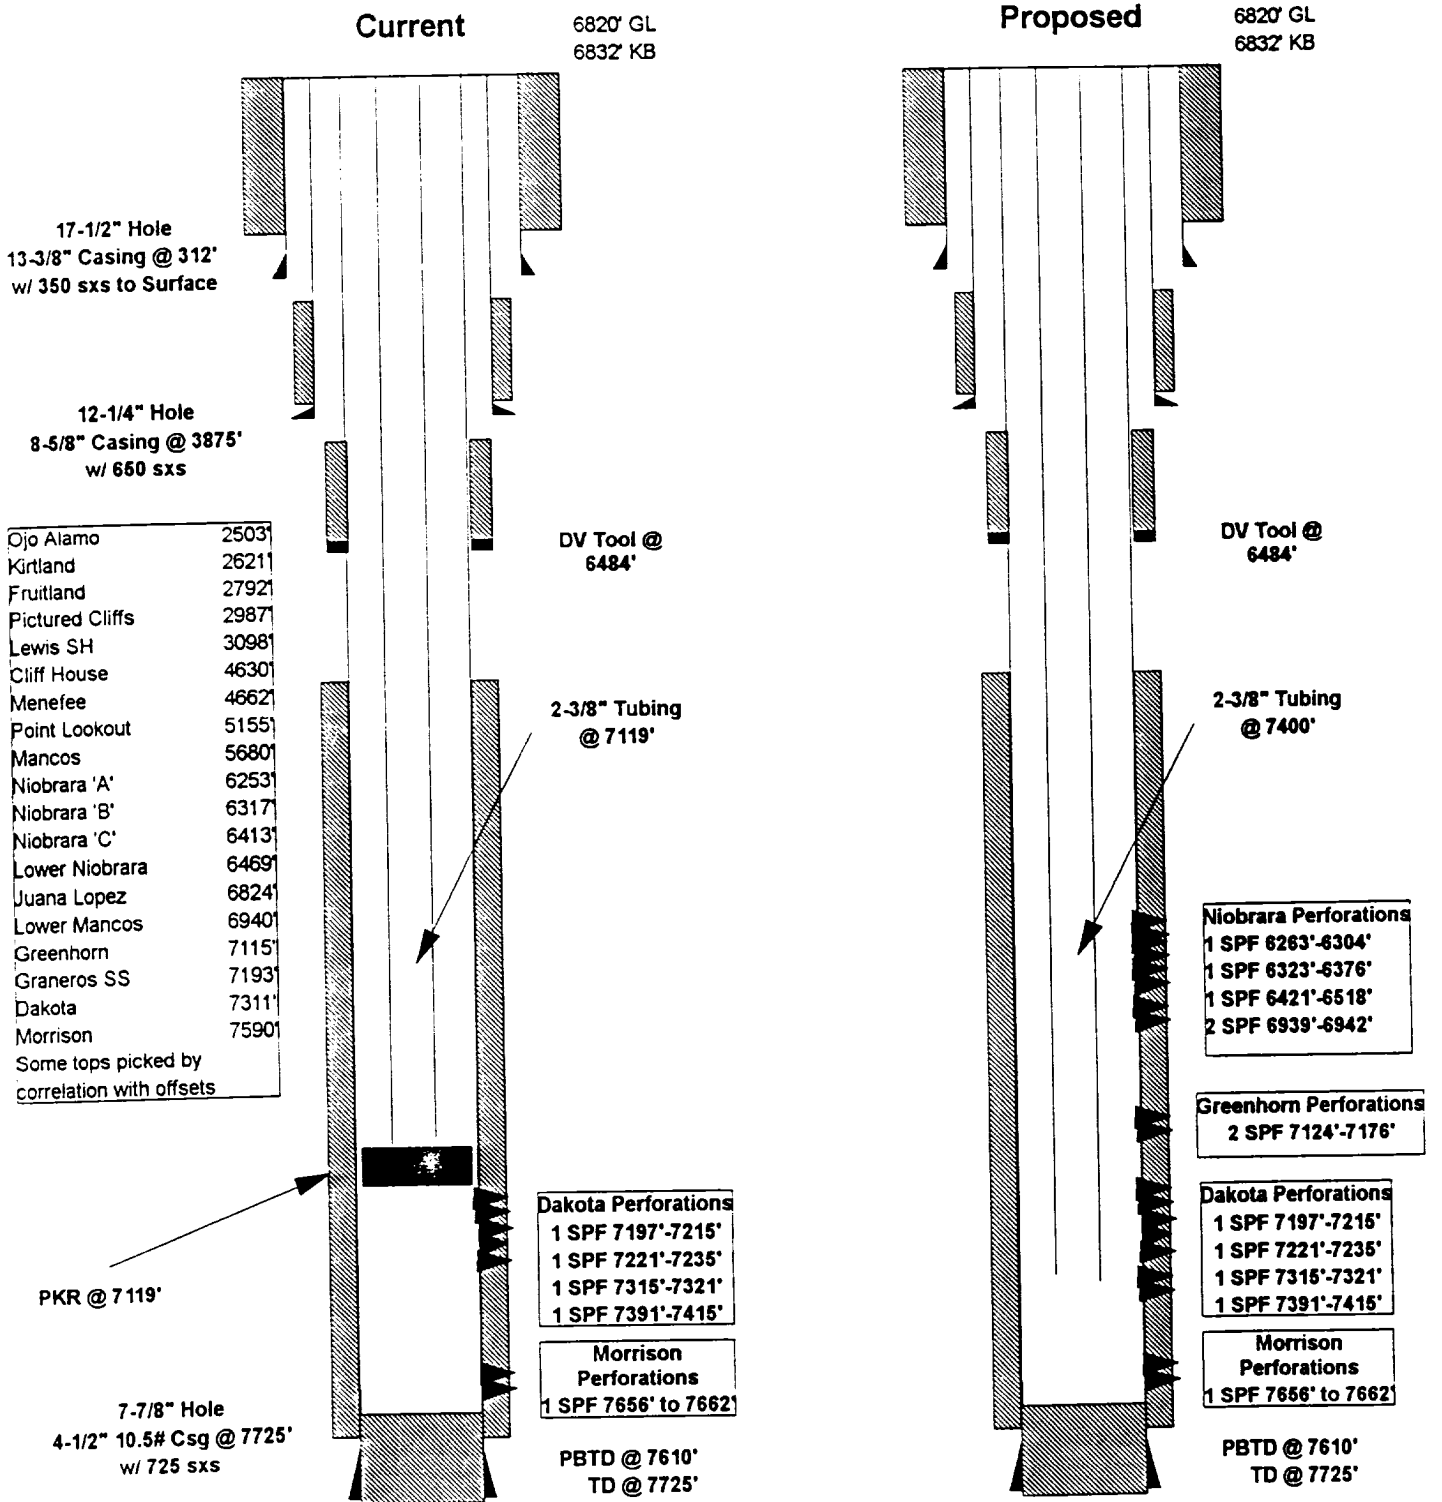 Current
6820' GL
6832' KB
17-1/2" Hole
13-3/8" Casing @ 312'
w/ 350 sxs to Surface
12-1/4" Hole
8-5/8" Casing @ 3875'
w/ 650 sxs
Ojo Alamo 2503'
Kirtland 2621'
Fruitland 2792'
Pictured Cliffs 2987'
Lewis SH 3098'
Cliff House 4630'
Menefee 4662'
Point Lookout 5155'
Mancos 5680'
Niobrara 'A' 6253'
Niobrara 'B' 6317'
Niobrara 'C' 6413'
Lower Niobrara 6469'
Juana Lopez 6824'
Lower Mancos 6940'
Greenhorn 7115'
Graneros SS 7193'
Dakota 7311'
Morrison 7590'
Some tops picked by
correlation with offsets
DV Tool @
6484'
2-3/8" Tubing
@ 7119'
PKR @ 7119'
Dakota Perforations
1 SPF 7197'-7215'
1 SPF 7221'-7235'
1 SPF 7315'-7321'
1 SPF 7391'-7415'
Morrison
Perforations
1 SPF 7656' to 7662'
7-7/8" Hole
4-1/2" 10.5# Csg @ 7725'
w/ 725 sxs
PBTD @ 7610'
TD @ 7725'
Proposed
6820' GL
6832' KB
DV Tool @
6484'
2-3/8" Tubing
@ 7400'
Niobrara Perforations
1 SPF 6263'-6304'
1 SPF 6323'-6376'
1 SPF 6421'-6518'
2 SPF 6939'-6942'
Greenhorn Perforations
2 SPF 7124'-7176'
Dakota Perforations
1 SPF 7197'-7215'
1 SPF 7221'-7235'
1 SPF 7315'-7321'
1 SPF 7391'-7415'
Morrison
Perforations
1 SPF 7656' to 7662'
PBTD @ 7610'
TD @ 7725'